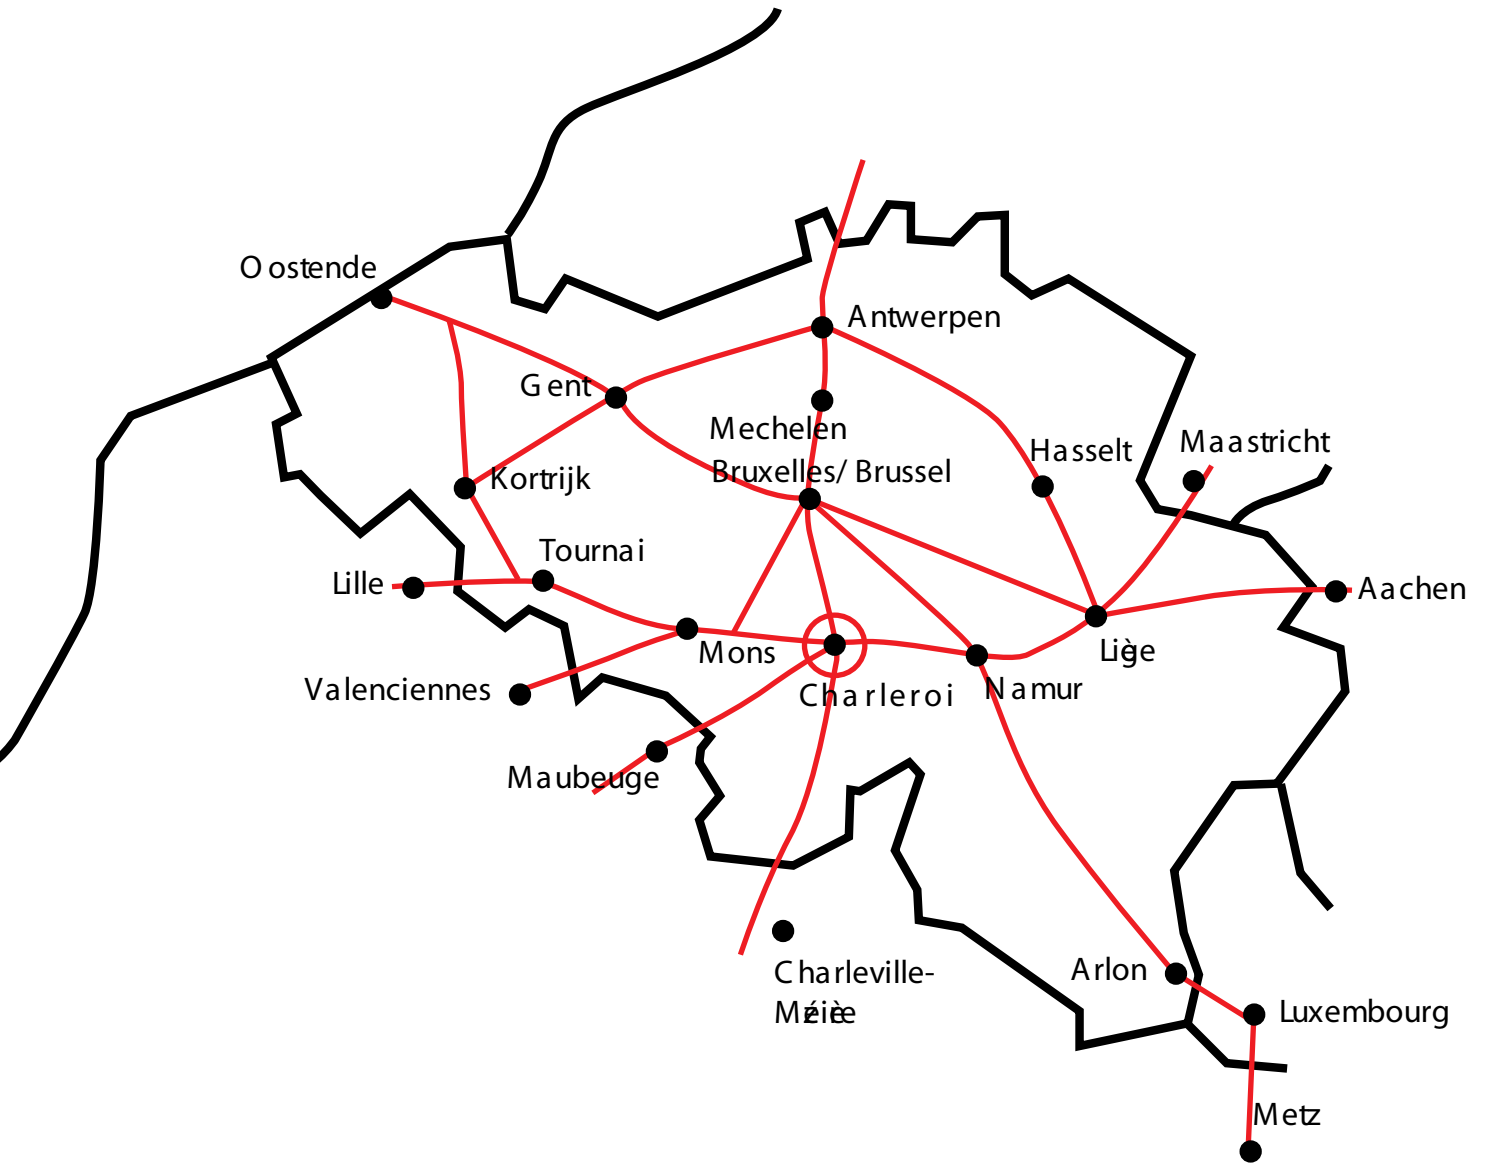 Oostende
Antwerpen
Gent
Mechelen
Hasselt
Maastricht
Bruxelles/ Brussel
Kortrijk
Tournai
Lille
Aachen
Mons
Liège
Valenciennes
Charleroi
Namur
Maubeuge
Charleville-
Arlon
Luxembourg
Metz